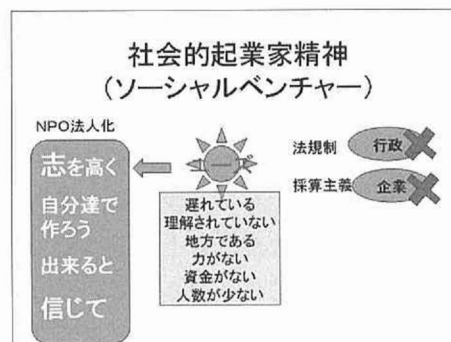 社会的起業家精神
(ソーシャルベンチャー)
NPO法人化
志を高く
自分達で
作ろう
出来ると
信じて
遅れている
理解されていない
地方である
力がない
資金がない
人数が少ない
法規制
行政
採算主義
企業